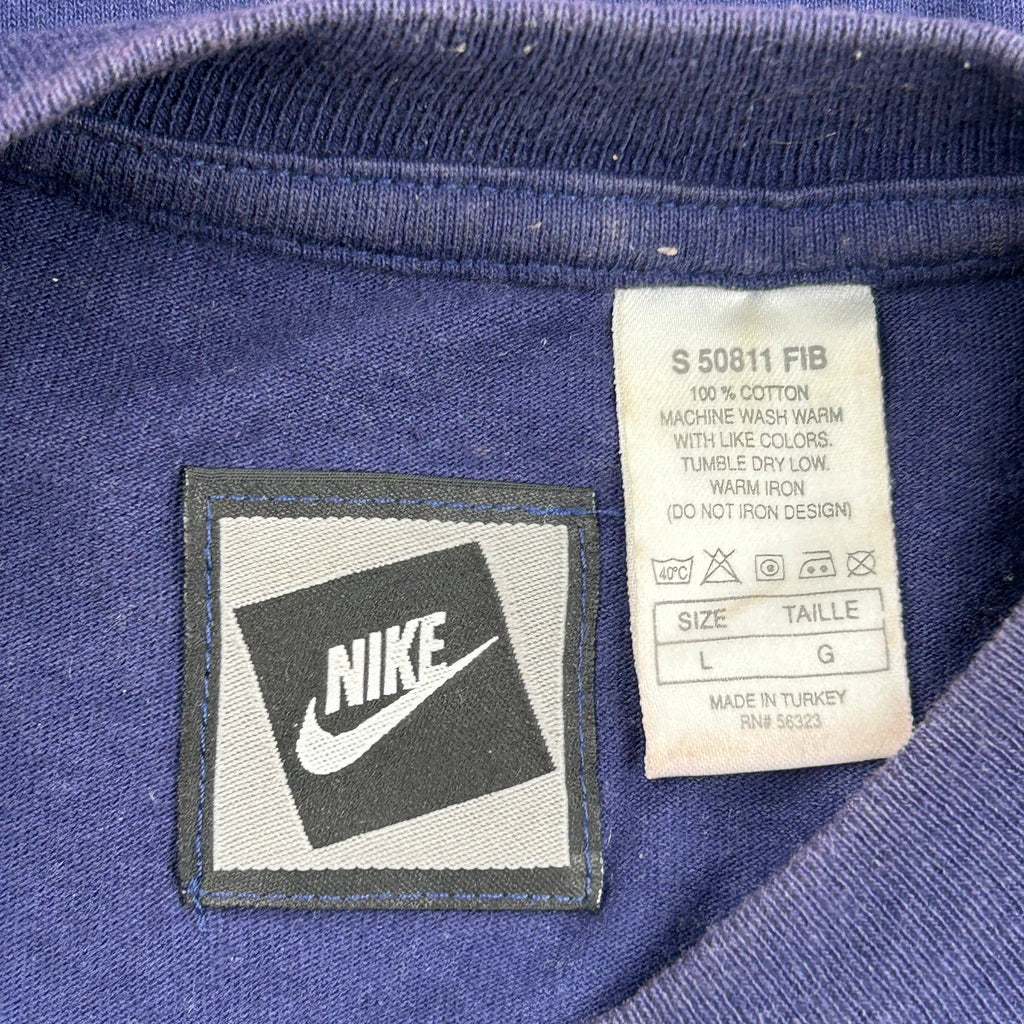 S 50811 FIB
100 % COTTON
MACHINE WASH WARM
WITH LIKE COLORS.
TUMBLE DRY LOW.
WARM IRON
(DO NOT IRON DESIGN)
40°C
SIZE TAILLE
L G
MADE IN TURKEY
RN# 56323
NIKE